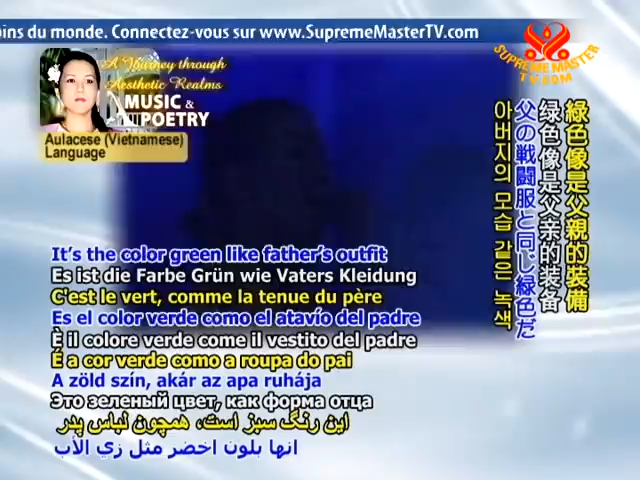 oins du monde. Connectez-vous sur www.SupremeMasterTV.com
SUPREME MASTER
TV.COM
A Journey through
Aesthetic Realms
MUSIC &
POETRY
Aulacese (Vietnamese)
Language
綠色像是父親的裝備
绿色像是父亲的装备
父の戦闘服と同じ緑色だ
아버지의 모습 같은 녹색
It's the color green like father's outfit
Es ist die Farbe Grün wie Vaters Kleidung
C'est le vert, comme la tenue du père
Es el color verde como el atavío del padre
È il colore verde come il vestito del padre
É a cor verde como a roupa do pai
A zöld szín, akár az apa ruhája
Это зеленый цвет, как форма отца
این رنگ سبز است، همچون لباس پدر
انها بلون اخضر مثل زي الأب